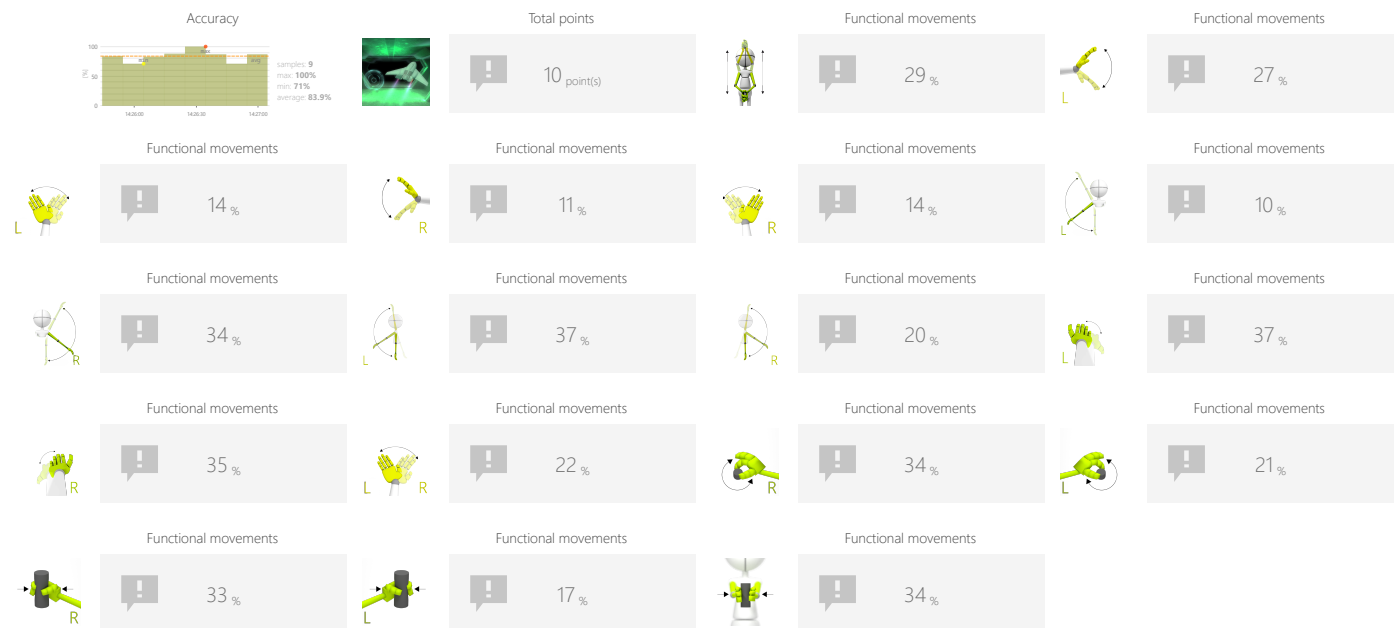 Accuracy
100
max
min
avg
50
[%]
0
14:26:00
14:26:30
14:27:00
samples: 9
max: 100%
min: 71%
average: 83.9%
Total points
10 point(s)
Functional movements
29 %
Functional movements
L
27 %
Functional movements
L
14 %
Functional movements
R
11 %
Functional movements
R
14 %
Functional movements
L
10 %
Functional movements
R
34 %
Functional movements
L
37 %
Functional movements
R
20 %
Functional movements
L
37 %
Functional movements
R
35 %
Functional movements
L R
22 %
Functional movements
R
34 %
Functional movements
L
21 %
Functional movements
R
33 %
Functional movements
L
17 %
Functional movements
34 %